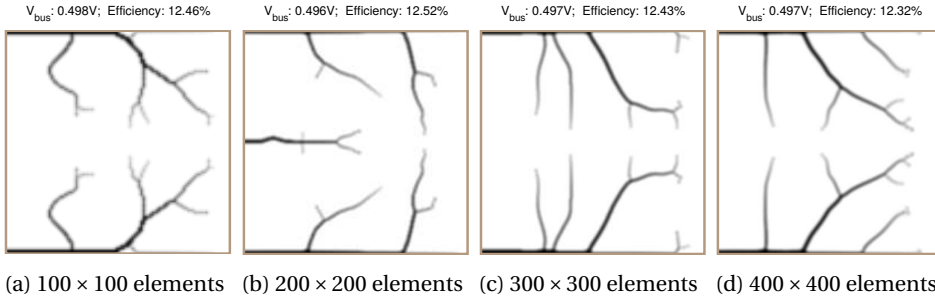 V_bus: 0.498V; Efficiency: 12.46%
V_bus: 0.496V; Efficiency: 12.52%
V_bus: 0.497V; Efficiency: 12.43%
V_bus: 0.497V; Efficiency: 12.32%
(a) 100 × 100 elements
(b) 200 × 200 elements
(c) 300 × 300 elements
(d) 400 × 400 elements